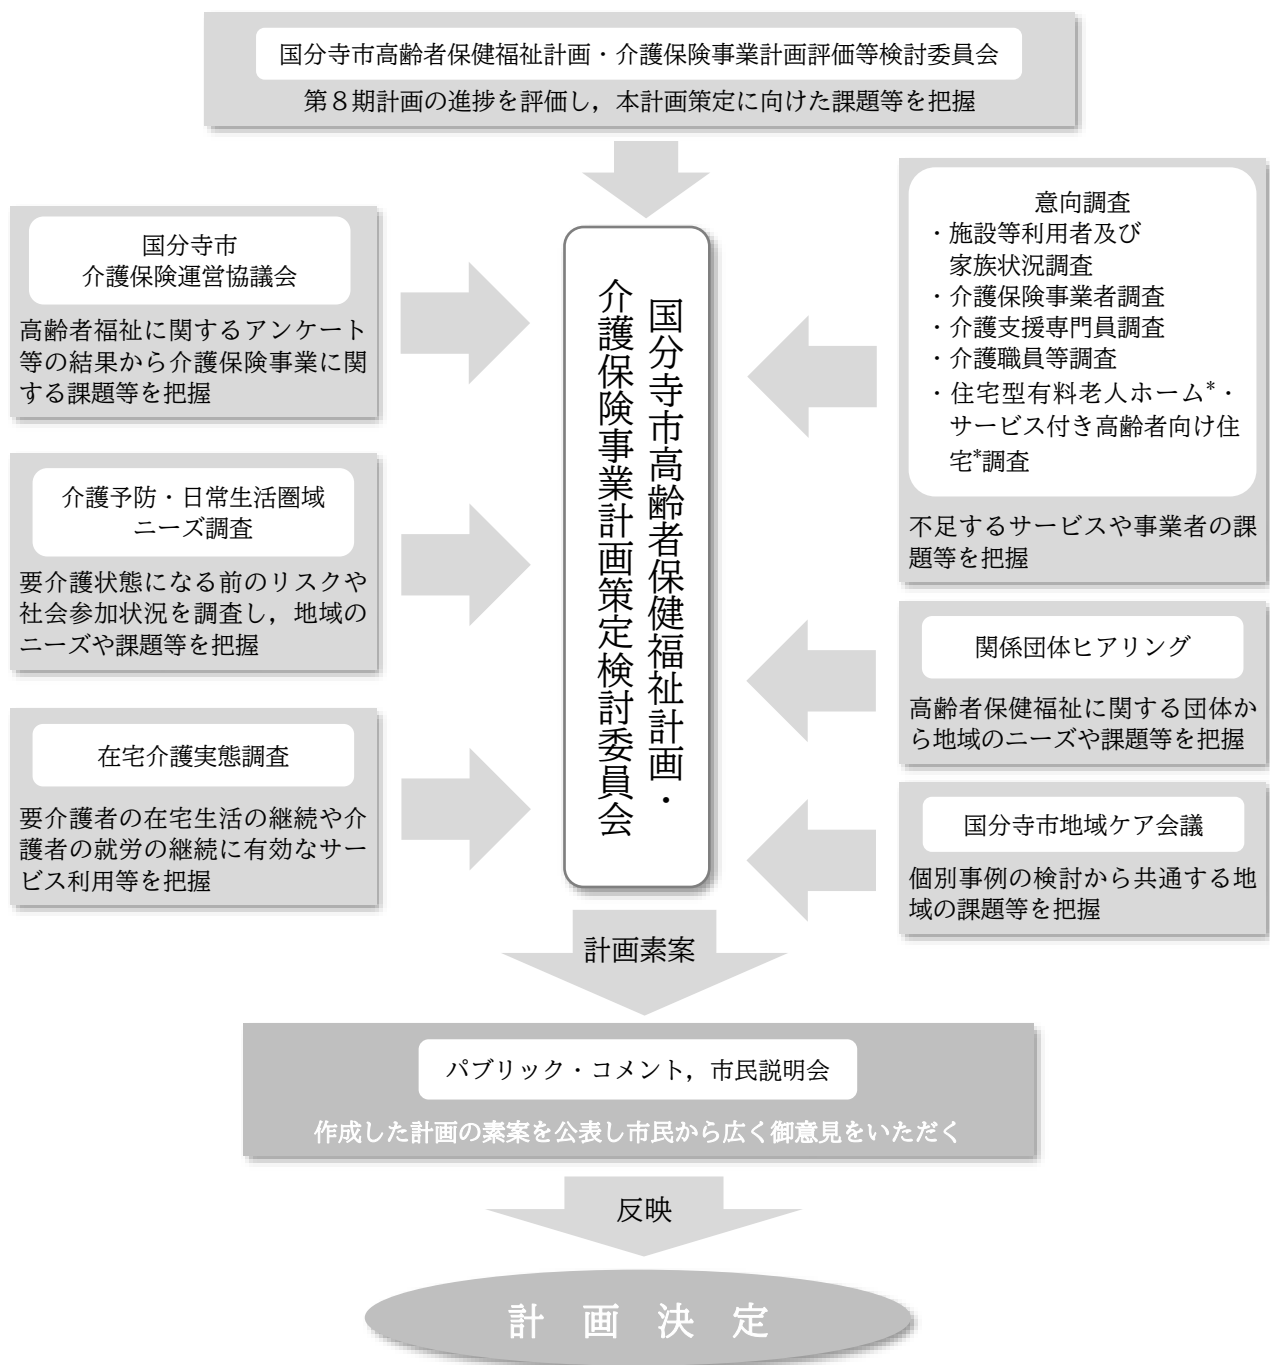 国分寺市高齢者保健福祉計画・介護保険事業計画評価等検討委員会
第８期計画の進捗を評価し，本計画策定に向けた課題等を把握
国分寺市
介護保険運営協議会
高齢者福祉に関するアンケート
等の結果から介護保険事業に関
する課題等を把握
介護予防・日常生活圏域
ニーズ調査
要介護状態になる前のリスクや
社会参加状況を調査し，地域の
ニーズや課題等を把握
在宅介護実態調査
要介護者の在宅生活の継続や介
護者の就労の継続に有効なサー
ビス利用等を把握
国分寺市高齢者保健福祉計画・
介護保険事業計画策定検討委員会
意向調査
・施設等利用者及び
家族状況調査
・介護保険事業者調査
・介護支援専門員調査
・介護職員等調査
・住宅型有料老人ホーム*・
サービス付き高齢者向け住
宅*調査
不足するサービスや事業者の課
題等を把握
関係団体ヒアリング
高齢者保健福祉に関する団体か
ら地域のニーズや課題等を把握
国分寺市地域ケア会議
個別事例の検討から共通する地
域の課題等を把握
計画素案
パブリック・コメント，市民説明会
作成した計画の素案を公表し市民から広く御意見をいただく
反映
計 画 決 定